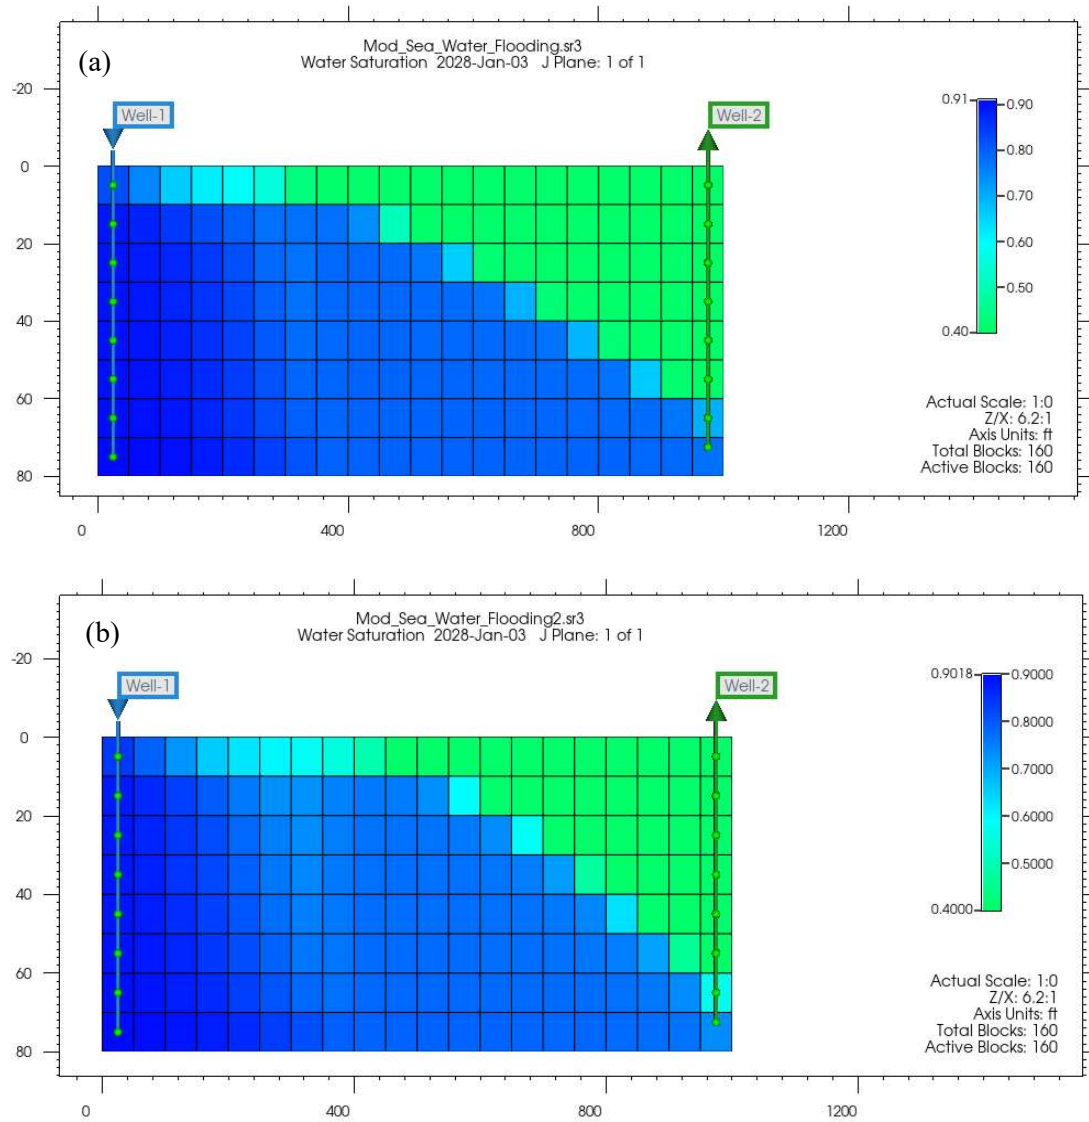 (a)
Mod_Sea_Water_Flooding.sr3
Water Saturation 2028-Jan-03 J Plane: 1 of 1
-20
Well-1
Well-2
0.91
0.90
0
0.80
20
0.70
0.60
40
0.50
0.40
60
Actual Scale: 1:0
Z/X: 6.2:1
Axis Units: ft
Total Blocks: 160
Active Blocks: 160
80
0 400 800 1200
(b)
Mod_Sea_Water_Flooding2.sr3
Water Saturation 2028-Jan-03 J Plane: 1 of 1
-20
Well-1
Well-2
0.9018
0.9000
0
0.8000
20
0.7000
0.6000
40
0.5000
0.4000
60
Actual Scale: 1:0
Z/X: 6.2:1
Axis Units: ft
Total Blocks: 160
Active Blocks: 160
80
0 400 800 1200